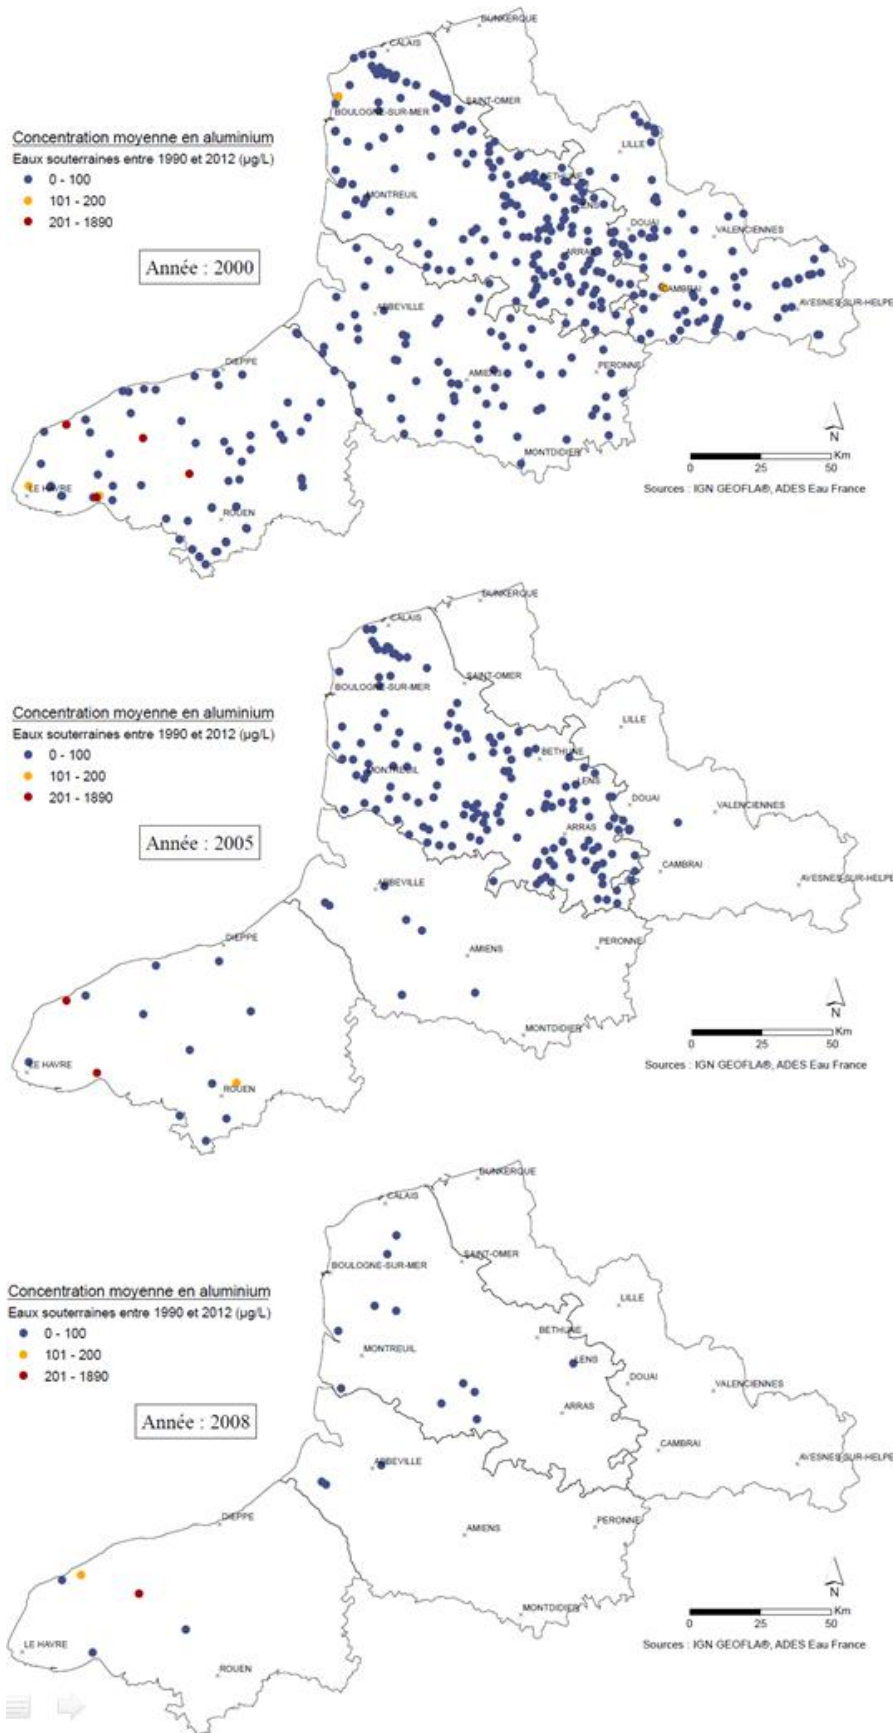 DUNKERQUE
CALAIS
SAINT-OMER
BOULOGNE-SUR-MER
LILLE
Concentration moyenne en aluminium
Eaux souterraines entre 1990 et 2012 (µg/L)
0 - 100
101 - 200
201 - 1890
BETHUNE
MONTREUIL
LENS
DOUAI
VALENCIENNES
Année : 2000
ARRAS
CAMBRAI
ABBEVILLE
AVESNES-SUR-HELPE
DIEPPE
AMIENS
PERONNE
N
MONTDIDIER
Km
0 25 50
Sources : IGN GEOFLA®, ADES Eau France
LE HAVRE
ROUEN
DUNKERQUE
CALAIS
SAINT-OMER
BOULOGNE-SUR-MER
Concentration moyenne en aluminium
LILLE
Eaux souterraines entre 1990 et 2012 (µg/L)
0 - 100
101 - 200
201 - 1890
BETHUNE
MONTREUIL
LENS
DOUAI
VALENCIENNES
Année : 2005
ARRAS
CAMBRAI
ABBEVILLE
AVESNES-SUR-HELPE
DIEPPE
AMIENS
PERONNE
N
MONTDIDIER
Km
0 25 50
Sources : IGN GEOFLA®, ADES Eau France
LE HAVRE
ROUEN
DUNKERQUE
CALAIS
SAINT-OMER
BOULOGNE-SUR-MER
Concentration moyenne en aluminium
LILLE
Eaux souterraines entre 1990 et 2012 (µg/L)
0 - 100
101 - 200
201 - 1890
BETHUNE
MONTREUIL
LENS
DOUAI
VALENCIENNES
Année : 2008
ARRAS
CAMBRAI
ABBEVILLE
AVESNES-SUR-HELPE
DIEPPE
AMIENS
PERONNE
N
MONTDIDIER
Km
0 25 50
Sources : IGN GEOFLA®, ADES Eau France
LE HAVRE
ROUEN